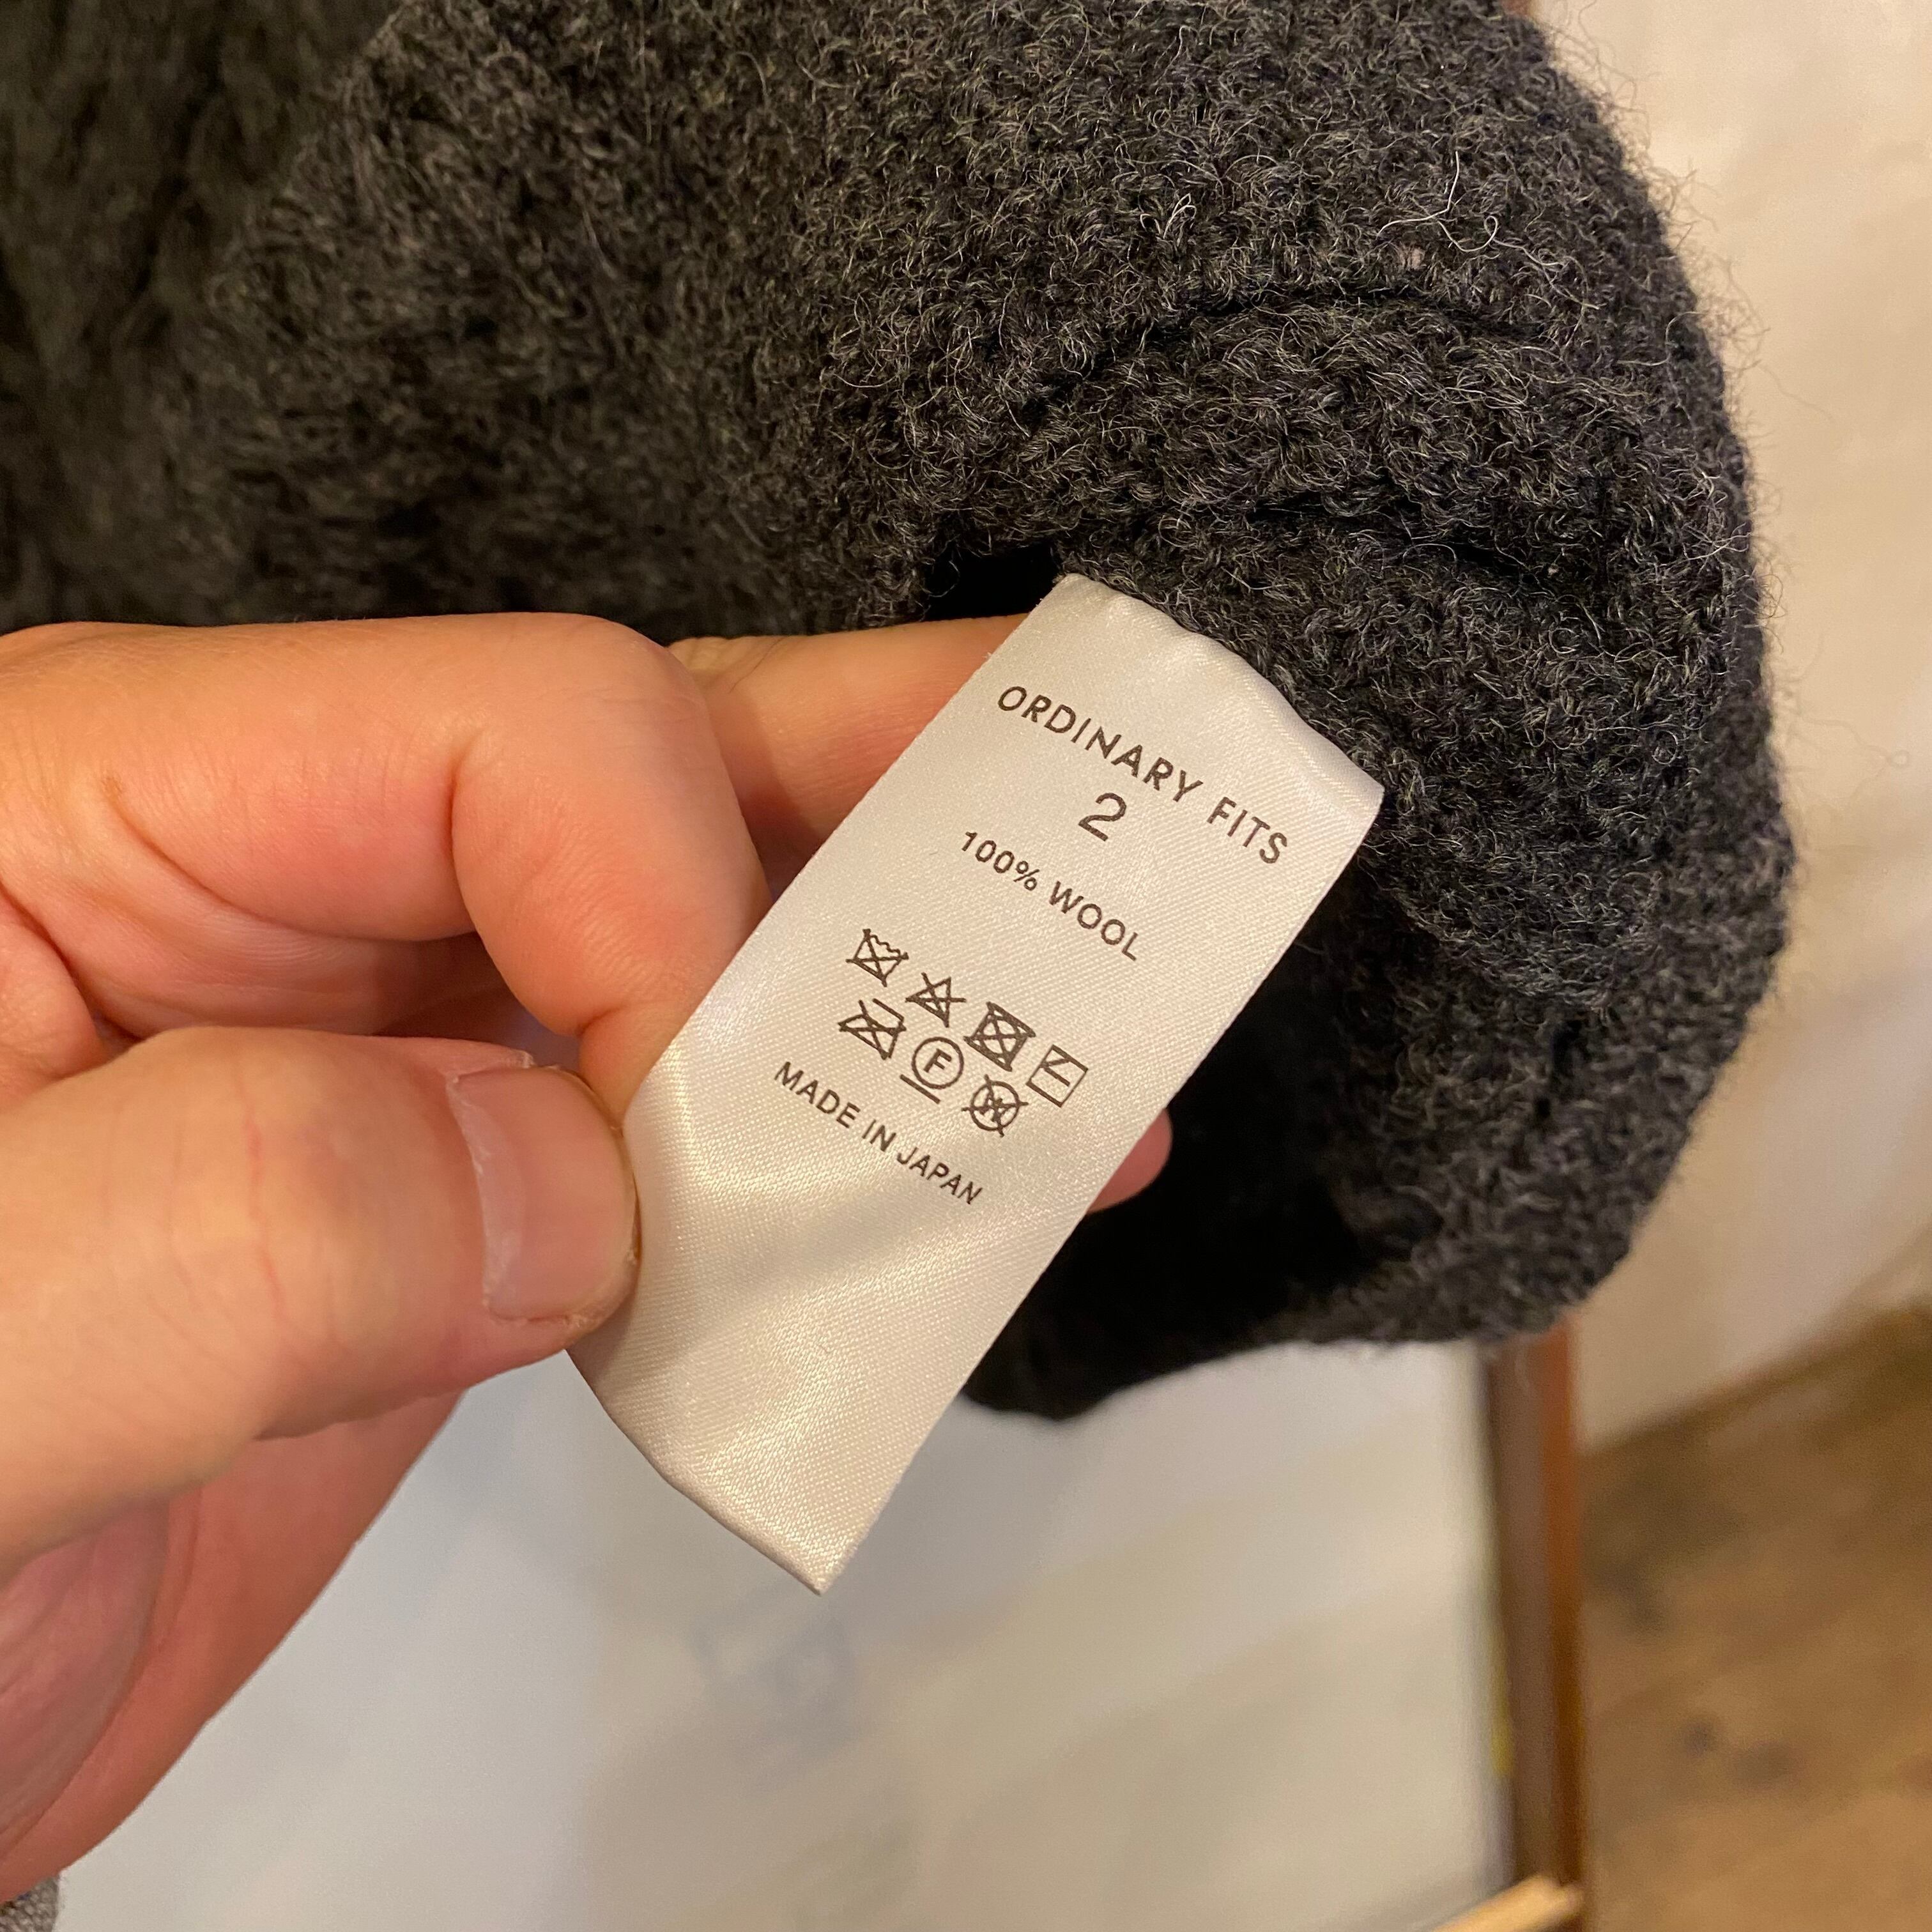 ORDINARY FITS
2
100% WOOL
F W
MADE IN JAPAN